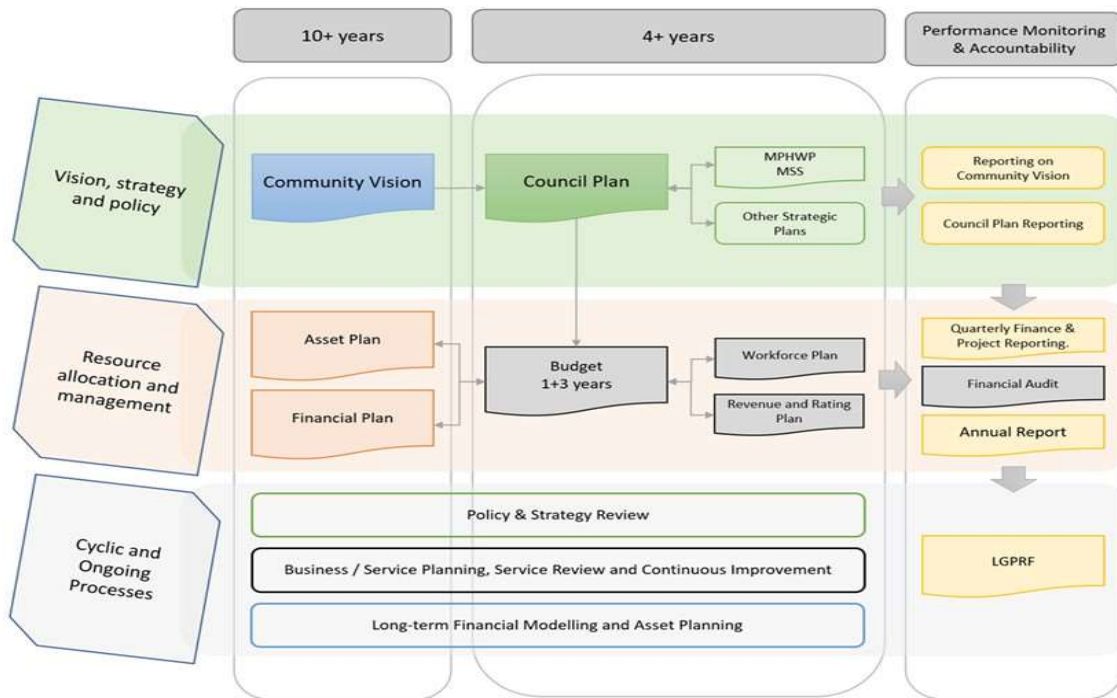 10+ years
4+ years
Performance Monitoring
& Accountability
Vision, strategy
and policy
Community Vision
Council Plan
MPHWP
MSS
Other Strategic
Plans
Reporting on
Community Vision
Council Plan Reporting
Resource
allocation and
management
Asset Plan
Financial Plan
Budget
1+3 years
Workforce Plan
Revenue and Rating
Plan
Quarterly Finance &
Project Reporting.
Financial Audit
Annual Report
Cyclic and
Ongoing
Processes
Policy & Strategy Review
Business / Service Planning, Service Review and Continuous Improvement
Long-term Financial Modelling and Asset Planning
LGPRF